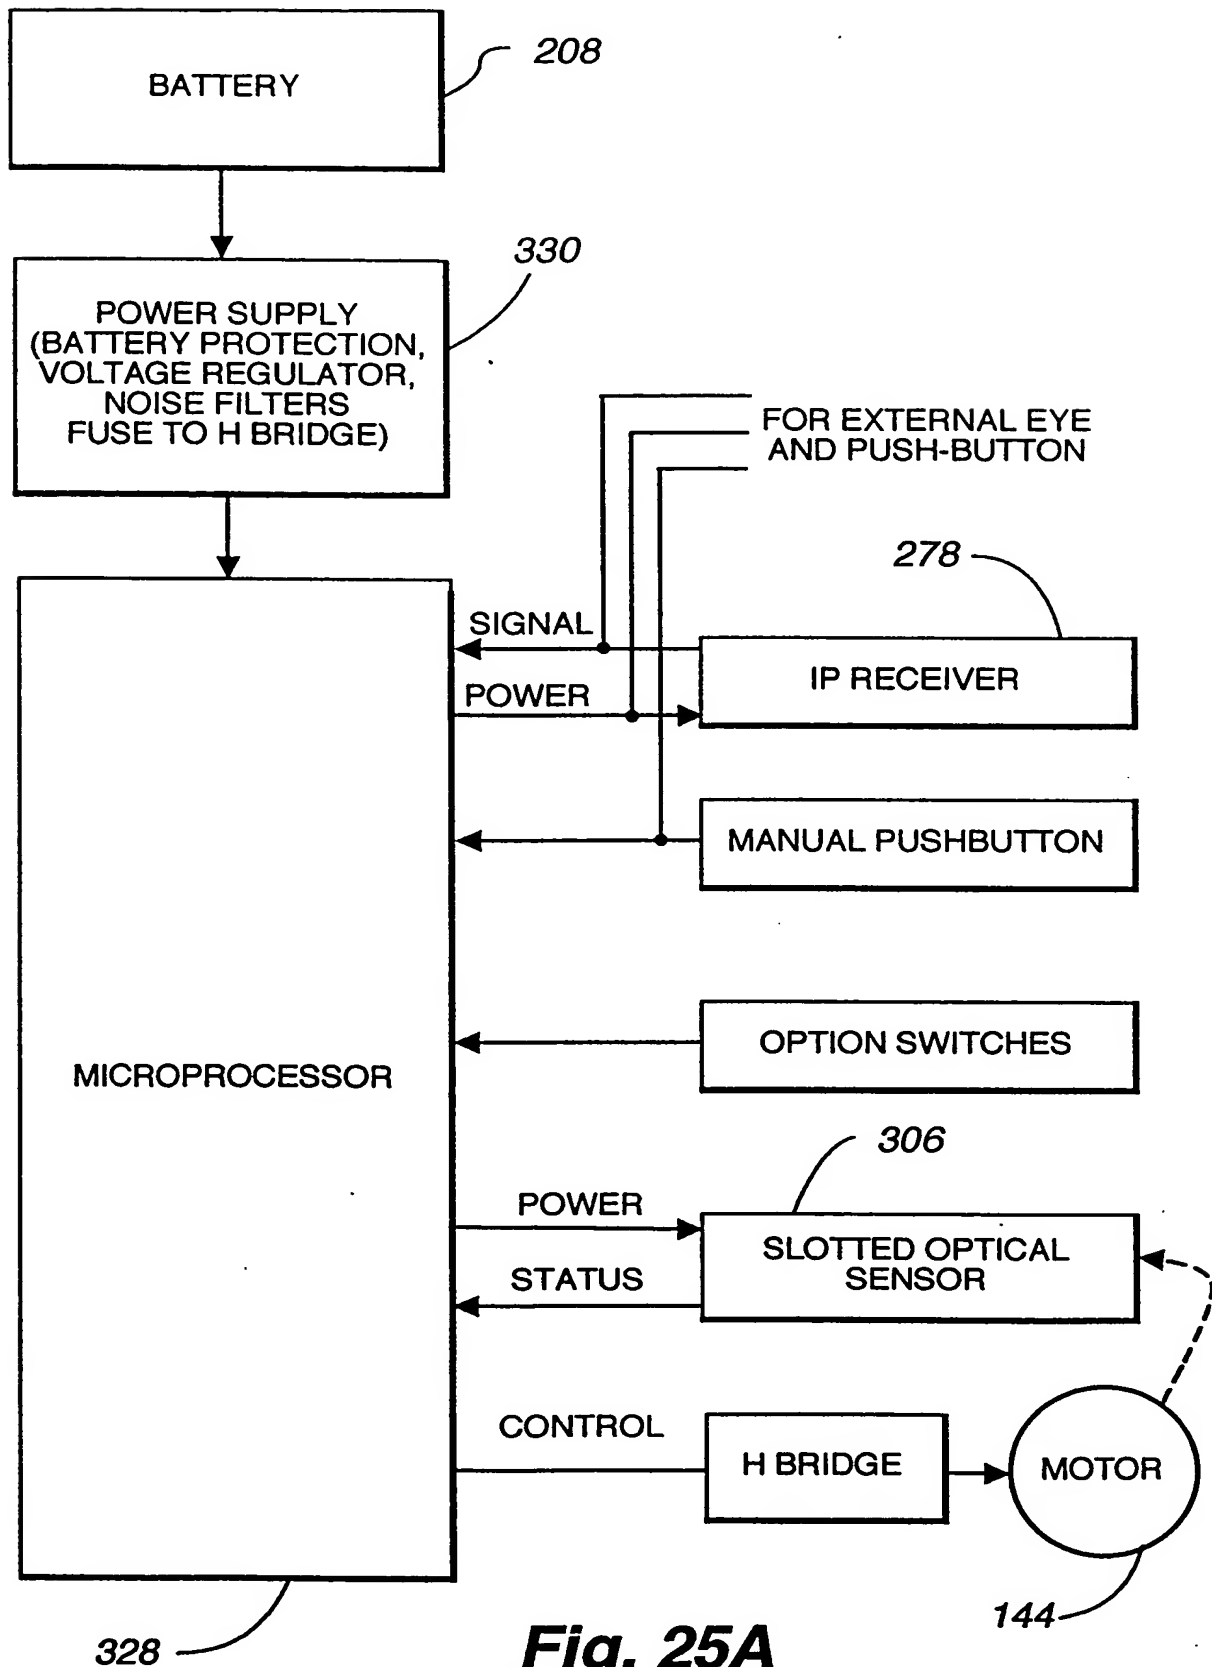 BATTERY
208
330
POWER SUPPLY
(BATTERY PROTECTION,
VOLTAGE REGULATOR,
NOISE FILTERS
FUSE TO H BRIDGE)
FOR EXTERNAL EYE
AND PUSH-BUTTON
278
SIGNAL
IP RECEIVER
POWER
MANUAL PUSHBUTTON
OPTION SWITCHES
MICROPROCESSOR
306
POWER
SLOTTED OPTICAL
SENSOR
STATUS
CONTROL
H BRIDGE
MOTOR
144
328
Fig. 25A